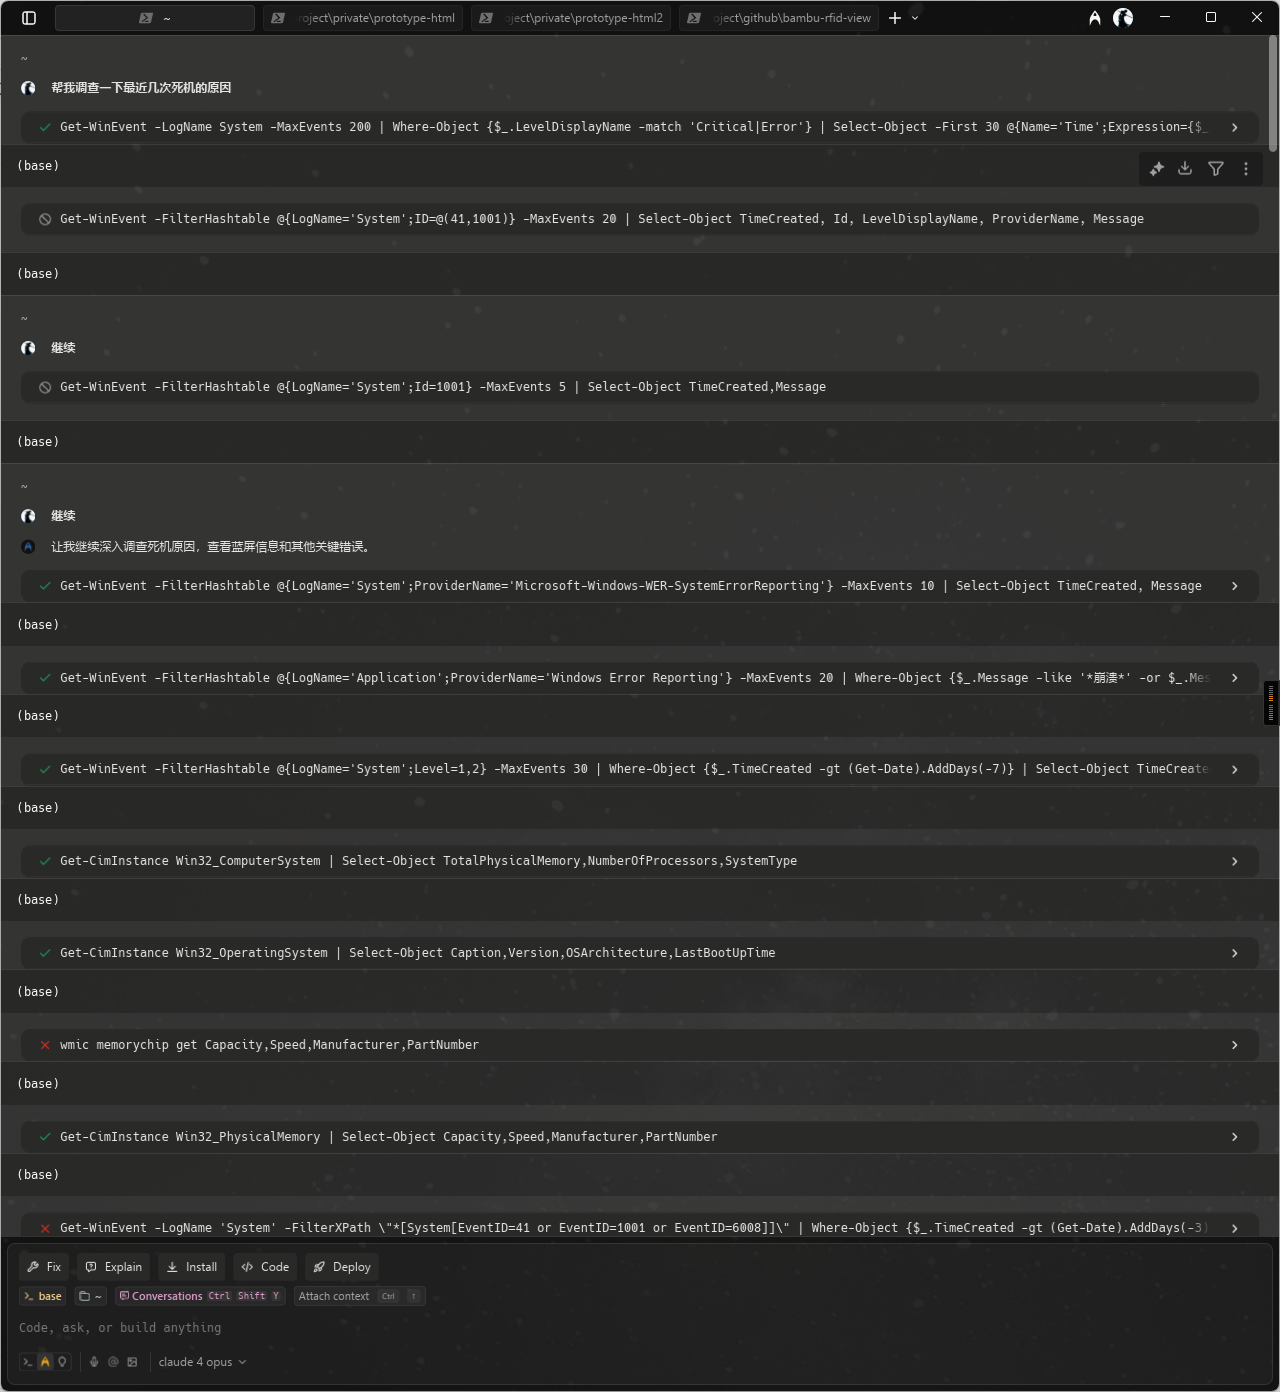 ~
roject\private\prototype-html
oject\private\prototype-html2
oject\github\bambu-rfid-view
~
帮我调查一下最近几次死机的原因
Get-WinEvent -LogName System -MaxEvents 200 | Where-Object {$_.LevelDisplayName -match 'Critical|Error'} | Select-Object -First 30 @{Name='Time';Expression={$_
(base)
Get-WinEvent -FilterHashtable @{LogName='System';ID=@(41,1001)} -MaxEvents 20 | Select-Object TimeCreated, Id, LevelDisplayName, ProviderName, Message
(base)
~
继续
Get-WinEvent -FilterHashtable @{LogName='System';Id=1001} -MaxEvents 5 | Select-Object TimeCreated,Message
(base)
~
继续
让我继续深入调查死机原因，查看蓝屏信息和其他关键错误。
Get-WinEvent -FilterHashtable @{LogName='System';ProviderName='Microsoft-Windows-WER-SystemErrorReporting'} -MaxEvents 10 | Select-Object TimeCreated, Message
(base)
Get-WinEvent -FilterHashtable @{LogName='Application';ProviderName='Windows Error Reporting'} -MaxEvents 20 | Where-Object {$_.Message -like '*崩溃*' -or $_.Mes
(base)
Get-WinEvent -FilterHashtable @{LogName='System';Level=1,2} -MaxEvents 30 | Where-Object {$_.TimeCreated -gt (Get-Date).AddDays(-7)} | Select-Object TimeCreate
(base)
Get-CimInstance Win32_ComputerSystem | Select-Object TotalPhysicalMemory,NumberOfProcessors,SystemType
(base)
Get-CimInstance Win32_OperatingSystem | Select-Object Caption,Version,OSArchitecture,LastBootUpTime
(base)
wmic memorychip get Capacity,Speed,Manufacturer,PartNumber
(base)
Get-CimInstance Win32_PhysicalMemory | Select-Object Capacity,Speed,Manufacturer,PartNumber
(base)
Get-WinEvent -LogName 'System' -FilterXPath \"*[System[EventID=41 or EventID=1001 or EventID=6008]]\" | Where-Object {$_.TimeCreated -gt (Get-Date).AddDays(-3)
Fix Explain Install Code Deploy
base ~ Conversations Ctrl Shift Y Attach context Ctrl ↑
Code, ask, or build anything
claude 4 opus